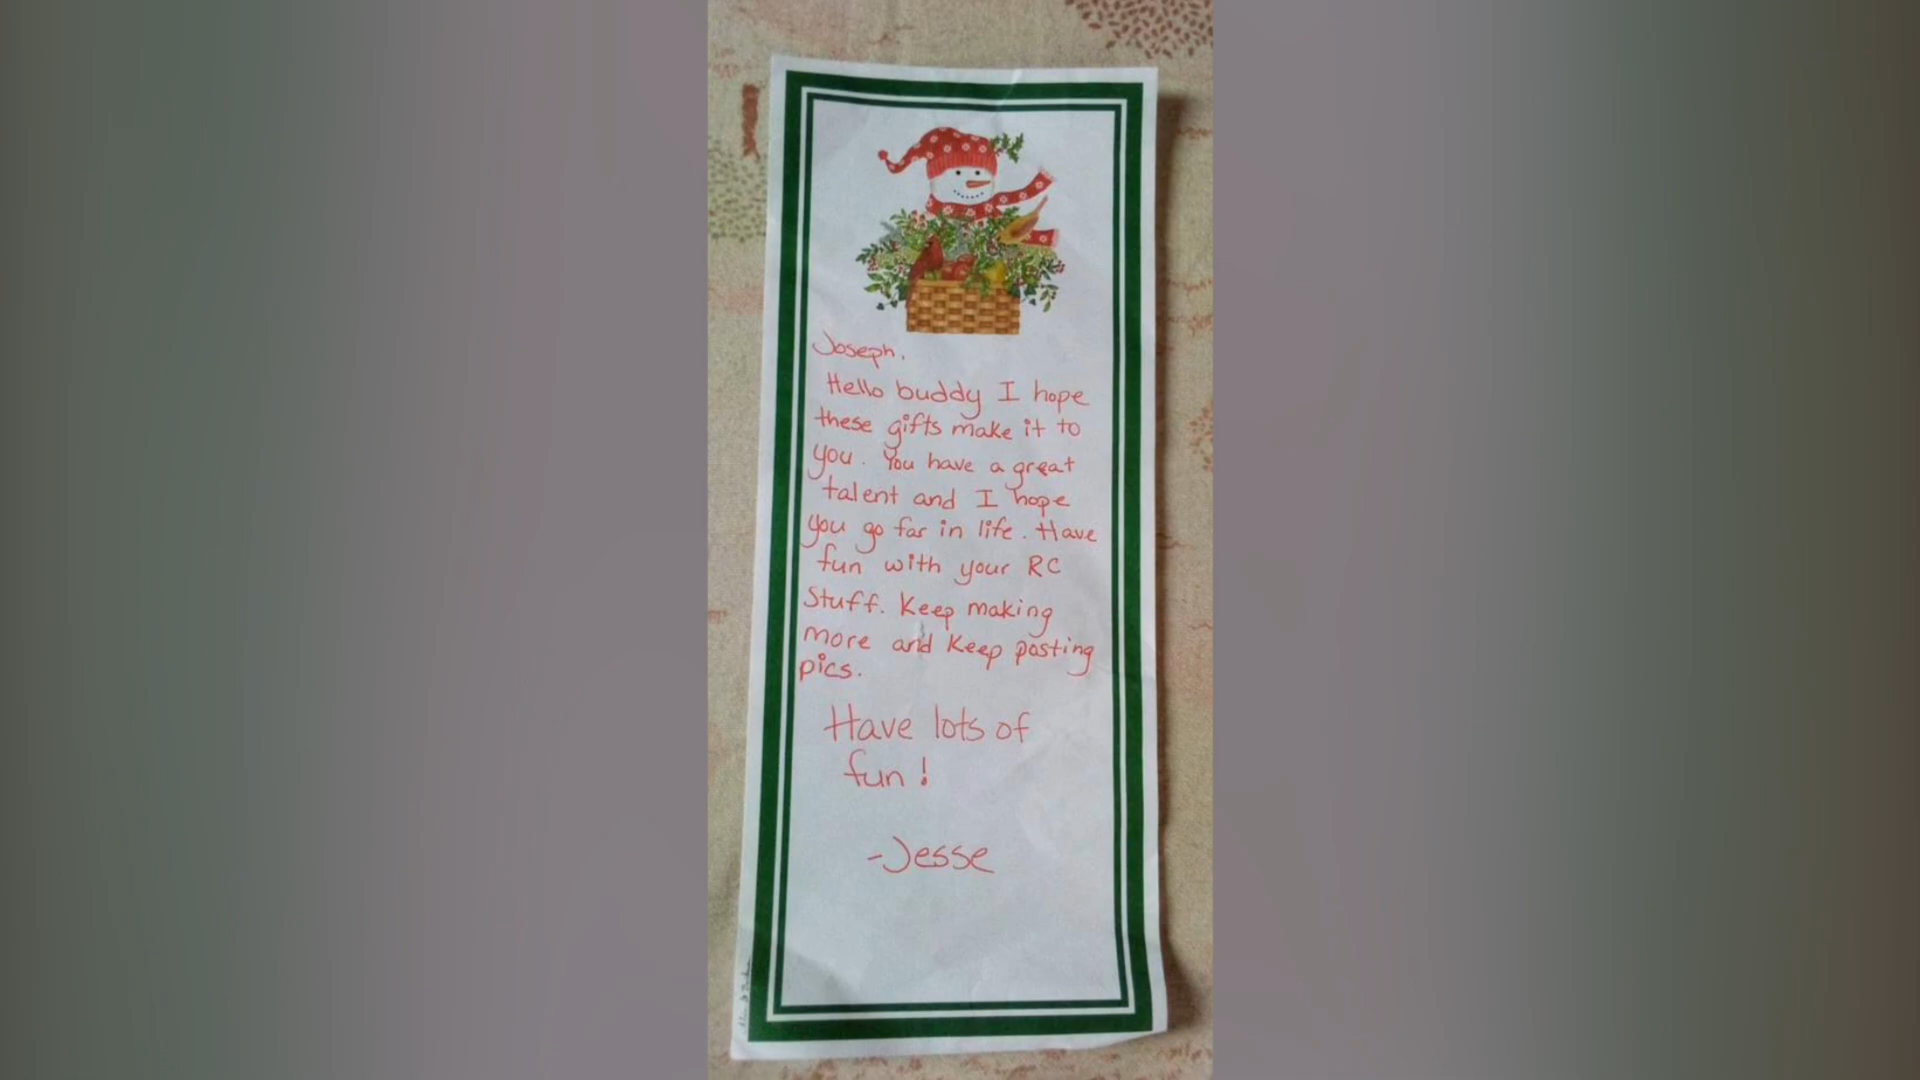 Joseph,
Hello buddy I hope
these gifts make it to
you. You have a great
talent and I hope
you go far in life. Have
fun with your RC
Stuff. Keep making
more and Keep posting
pics.
Have lots of
fun!
-Jesse